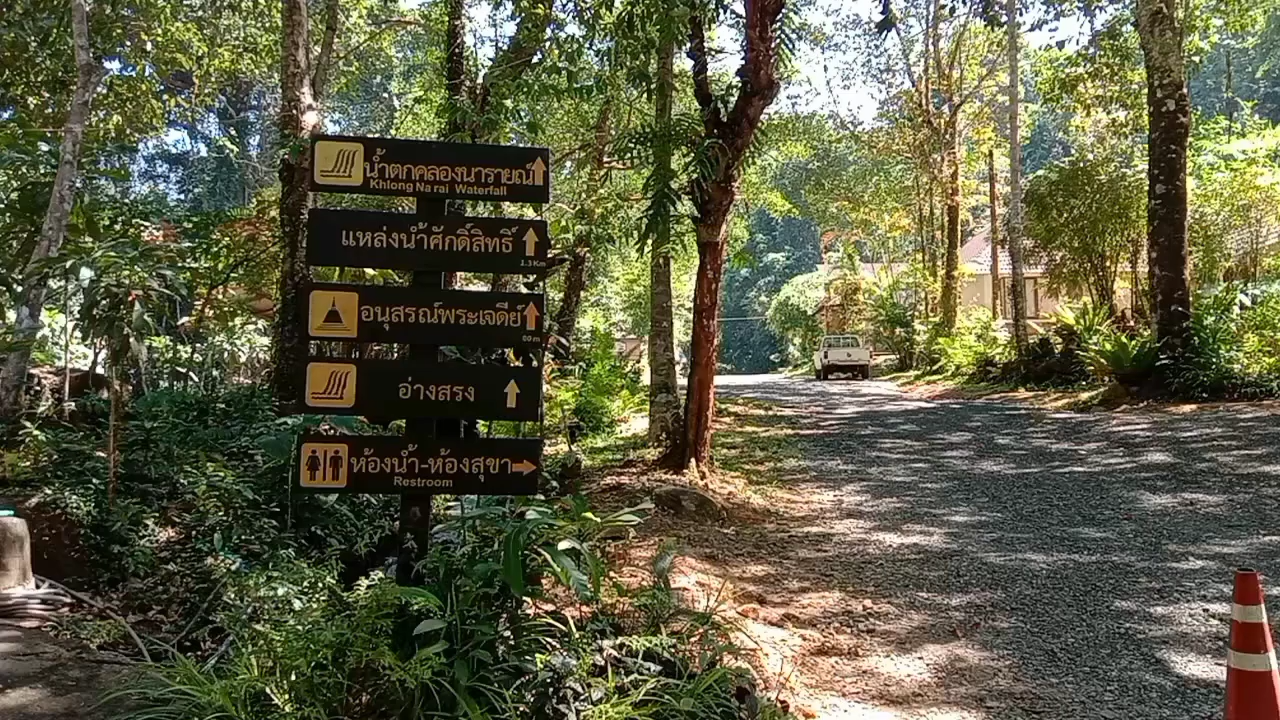 น้ำตกคลองนารายณ์
Khlong Na rai Waterfall
แหล่งน้ำศักดิ์สิทธิ์
1.3 Km
อนุสรณ์พระเจดีย์
อ่างสรง
ห้องน้ำ-ห้องสุขา
Restroom